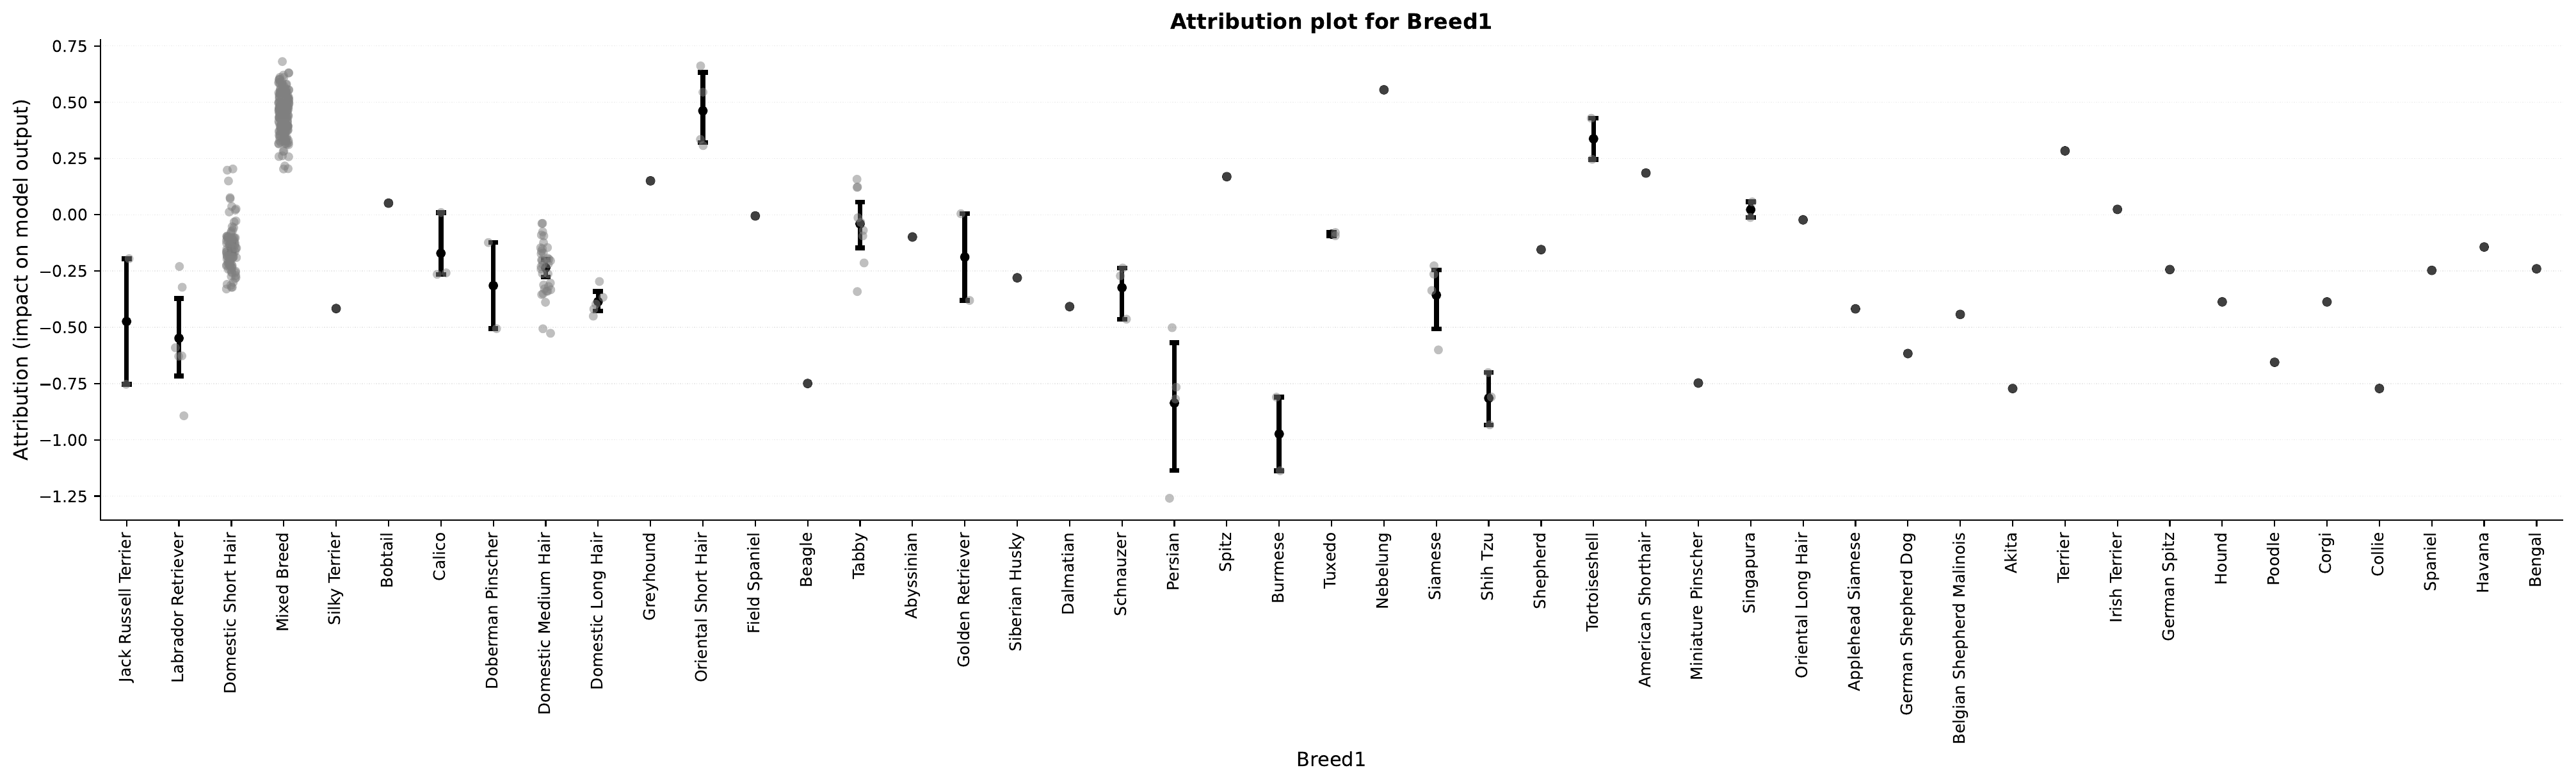 Attribution plot for Breed1
Attribution (impact on model output)
0.75
0.50
0.25
0.00
−0.25
−0.50
−0.75
−1.00
−1.25
Jack Russell Terrier
Labrador Retriever
Domestic Short Hair
Mixed Breed
Silky Terrier
Bobtail
Calico
Doberman Pinscher
Domestic Medium Hair
Domestic Long Hair
Greyhound
Oriental Short Hair
Field Spaniel
Beagle
Tabby
Abyssinian
Golden Retriever
Siberian Husky
Dalmatian
Schnauzer
Persian
Spitz
Burmese
Tuxedo
Nebelung
Siamese
Shih Tzu
Shepherd
Tortoiseshell
American Shorthair
Miniature Pinscher
Singapura
Oriental Long Hair
Applehead Siamese
German Shepherd Dog
Belgian Shepherd Malinois
Akita
Terrier
Irish Terrier
German Spitz
Hound
Poodle
Corgi
Collie
Spaniel
Havana
Bengal
Breed1